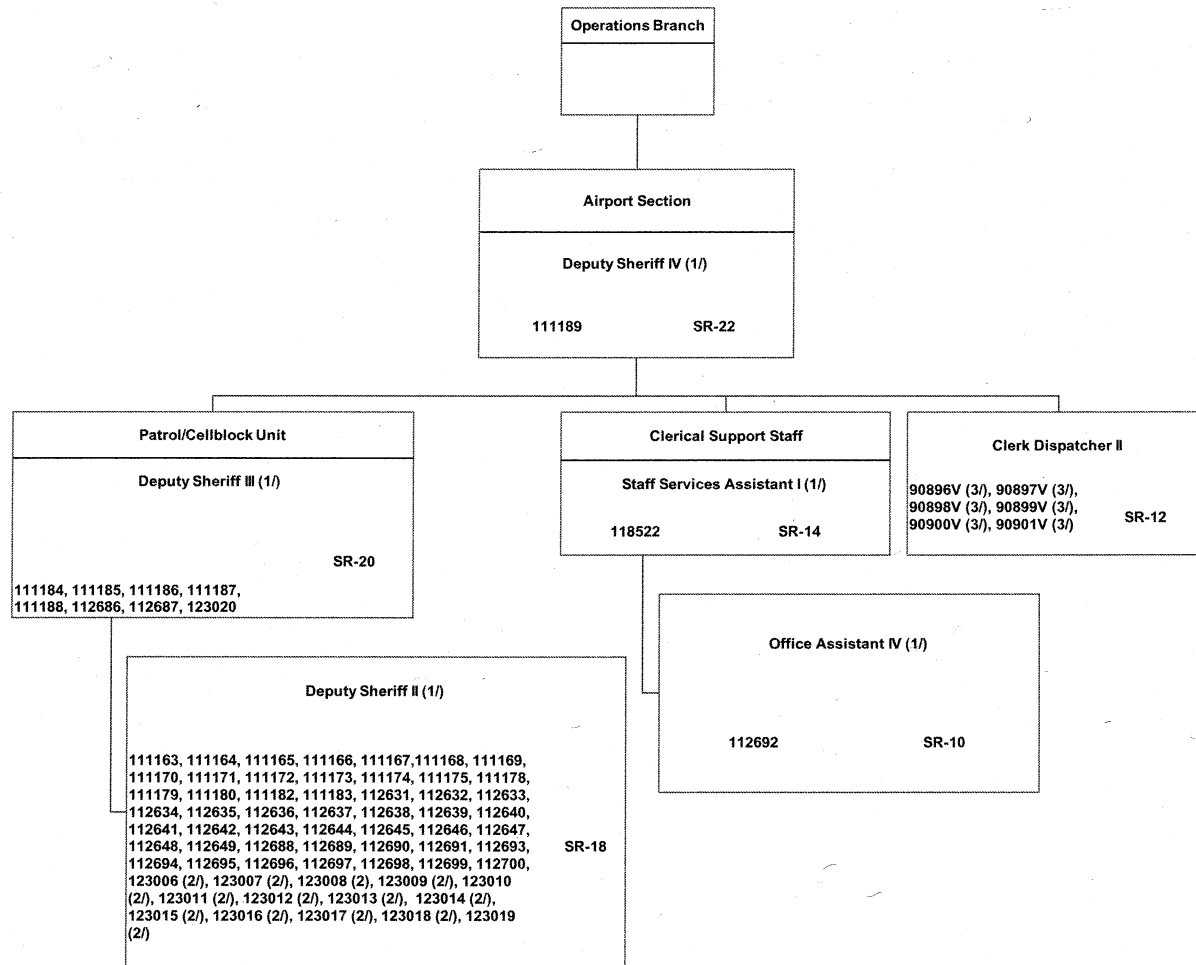 Operations Branch
Airport Section
Deputy Sheriff IV (1/)
111189 SR-22
Patrol/Cellblock Unit
Deputy Sheriff III (1/)
SR-20
111184, 111185, 111186, 111187,
111188, 112686, 112687, 123020
Deputy Sheriff II (1/)
111163, 111164, 111165, 111166, 111167,111168, 111169,
111170, 111171, 111172, 111173, 111174, 111175, 111178,
111179, 111180, 111182, 111183, 112631, 112632, 112633,
112634, 112635, 112636, 112637, 112638, 112639, 112640,
112641, 112642, 112643, 112644, 112645, 112646, 112647,
112648, 112649, 112688, 112689, 112690, 112691, 112693,
112694, 112695, 112696, 112697, 112698, 112699, 112700,
123006 (2/), 123007 (2/), 123008 (2), 123009 (2/), 123010
(2/), 123011 (2/), 123012 (2/), 123013 (2/), 123014 (2/),
123015 (2/), 123016 (2/), 123017 (2/), 123018 (2/), 123019
(2/)
SR-18
Clerical Support Staff
Staff Services Assistant I (1/)
118522 SR-14
Office Assistant IV (1/)
112692 SR-10
Clerk Dispatcher II
90896V (3/), 90897V (3/),
90898V (3/), 90899V (3/),
90900V (3/), 90901V (3/)
SR-12